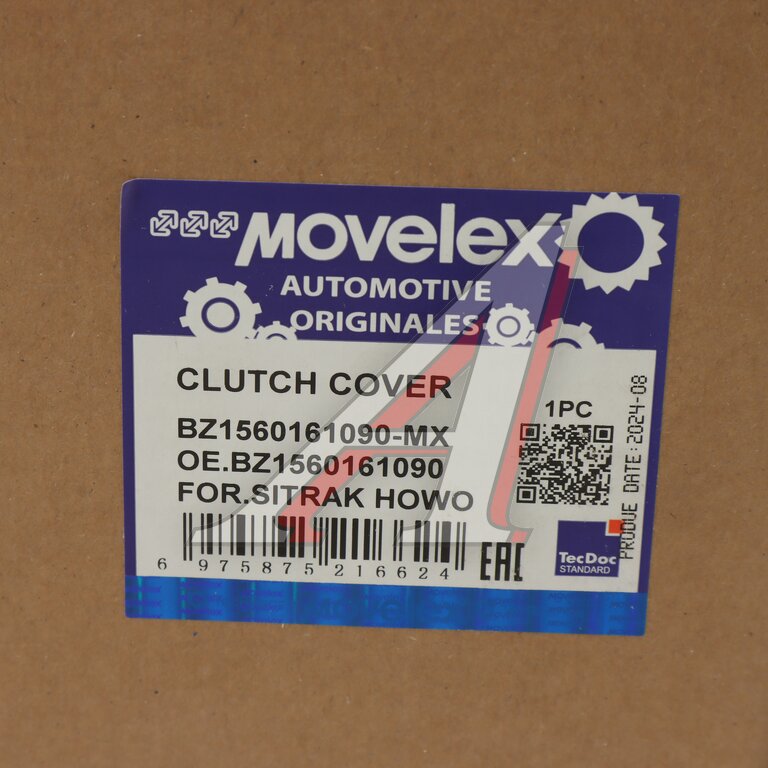 MOVelex
AUTOMOTIVE
ORIGINALES
CLUTCH COVER
BZ1560161090-MX
OE.BZ1560161090
FOR.SITRAK HOWO
1PC
PRODUE DATE:2024-08
6 975875 216624
EAC
TecDoc
STANDARD